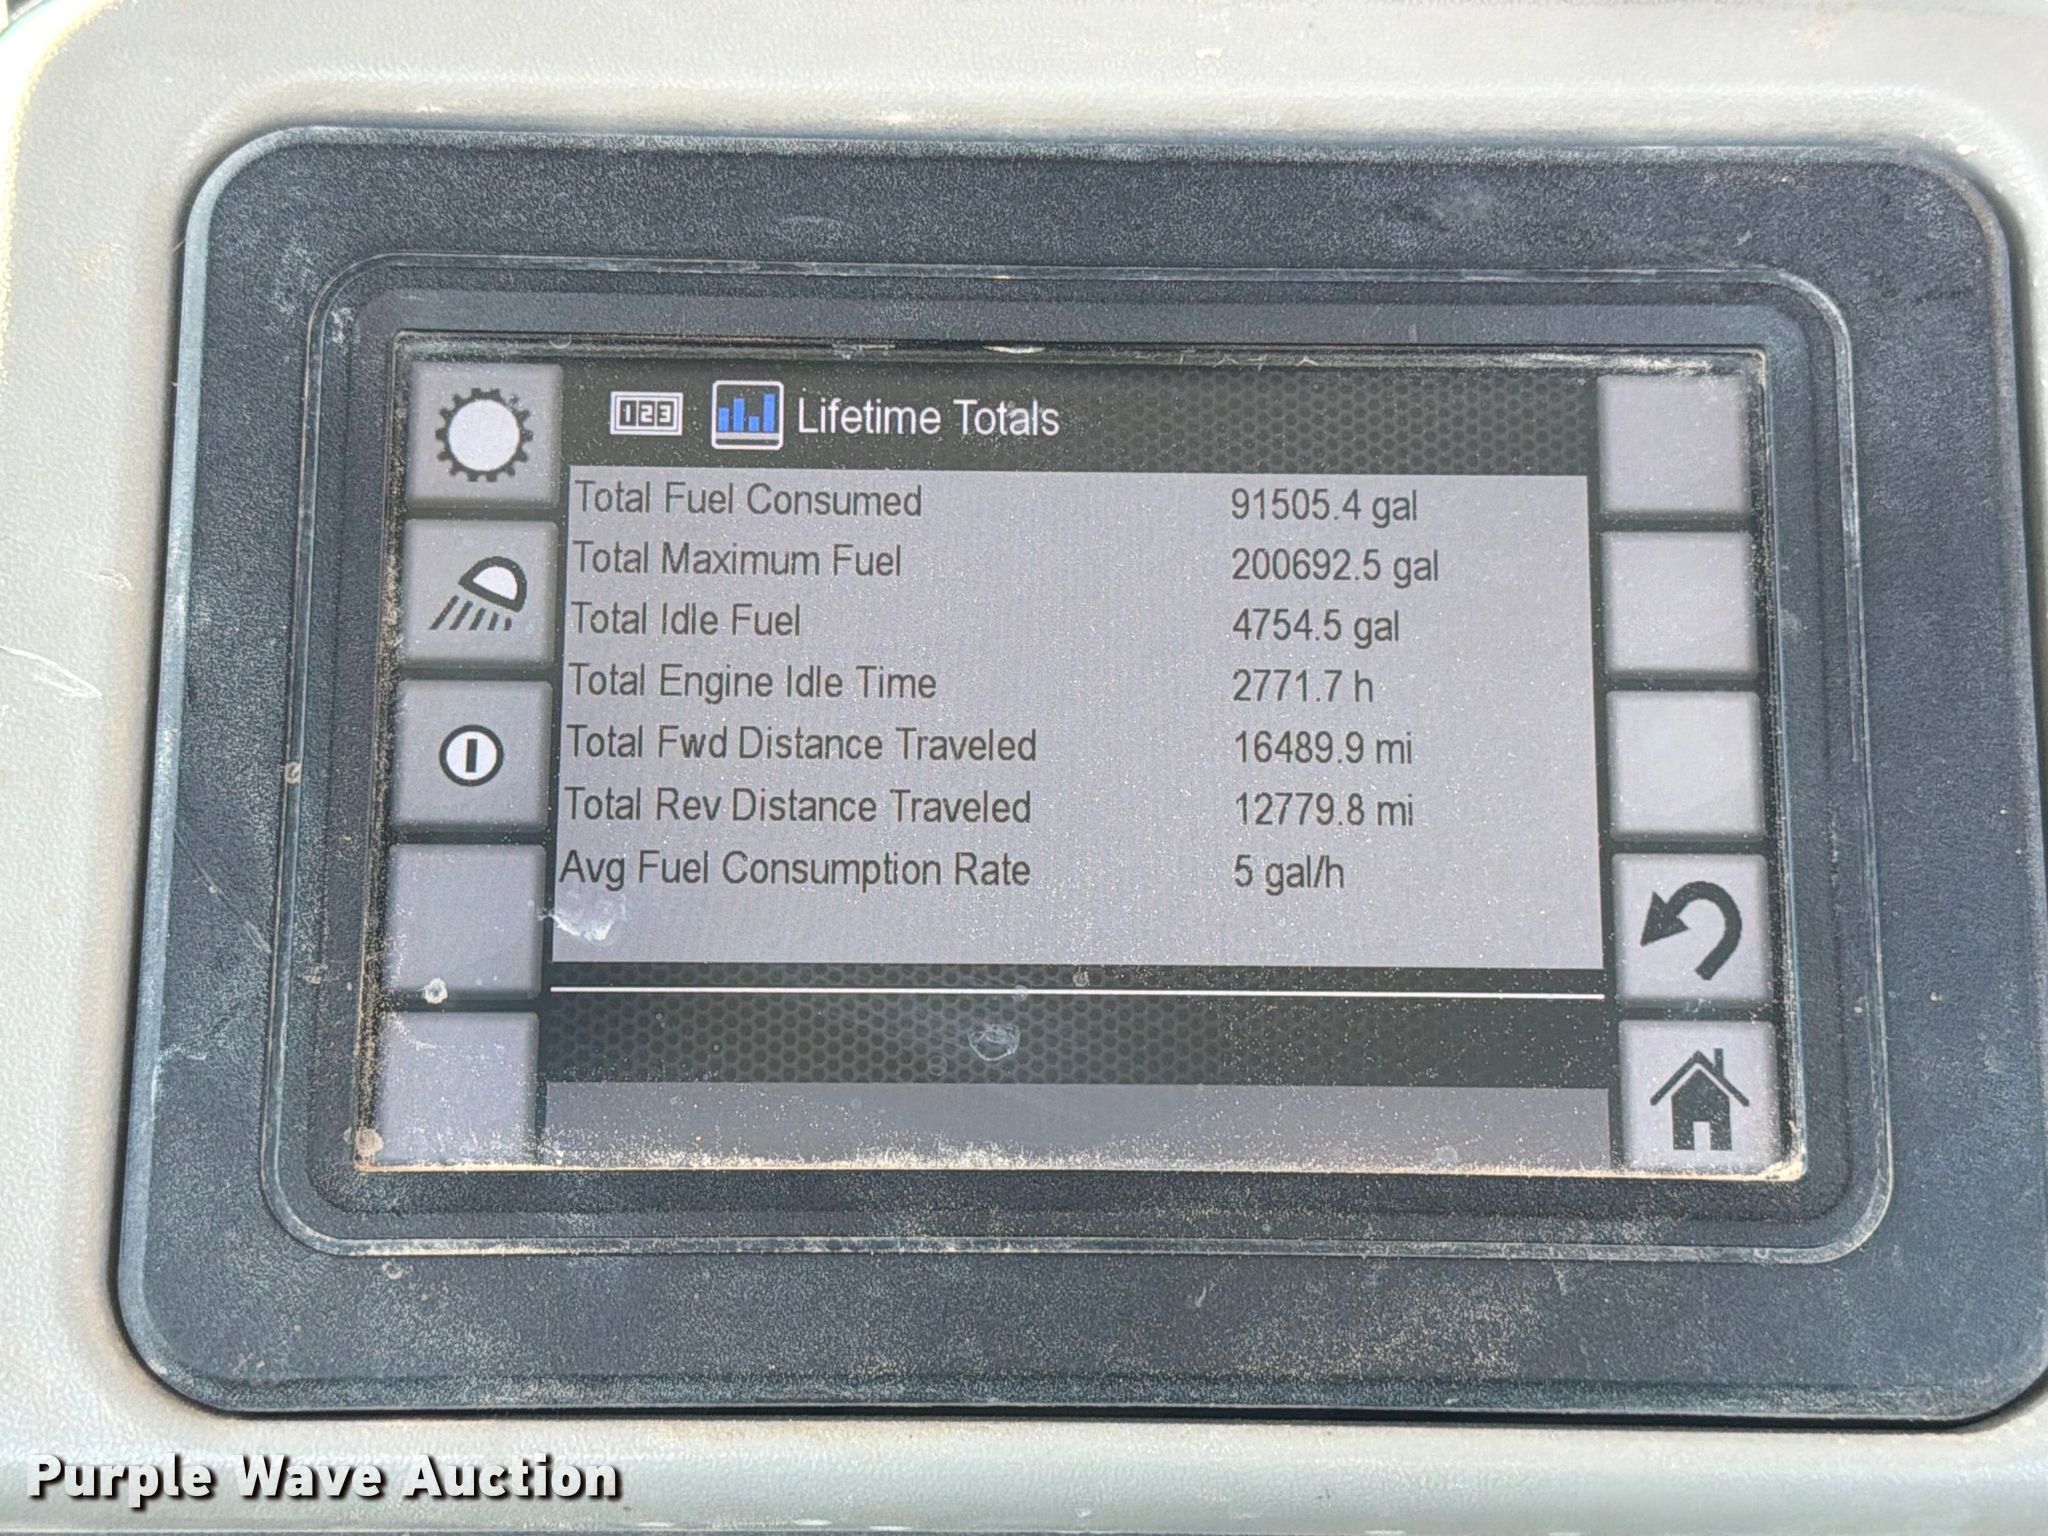 123 Lifetime Totals
Total Fuel Consumed 91505.4 gal
Total Maximum Fuel 200692.5 gal
Total Idle Fuel 4754.5 gal
Total Engine Idle Time 2771.7 h
Total Fwd Distance Traveled 16489.9 mi
Total Rev Distance Traveled 12779.8 mi
Avg Fuel Consumption Rate 5 gal/h
Purple Wave Auction